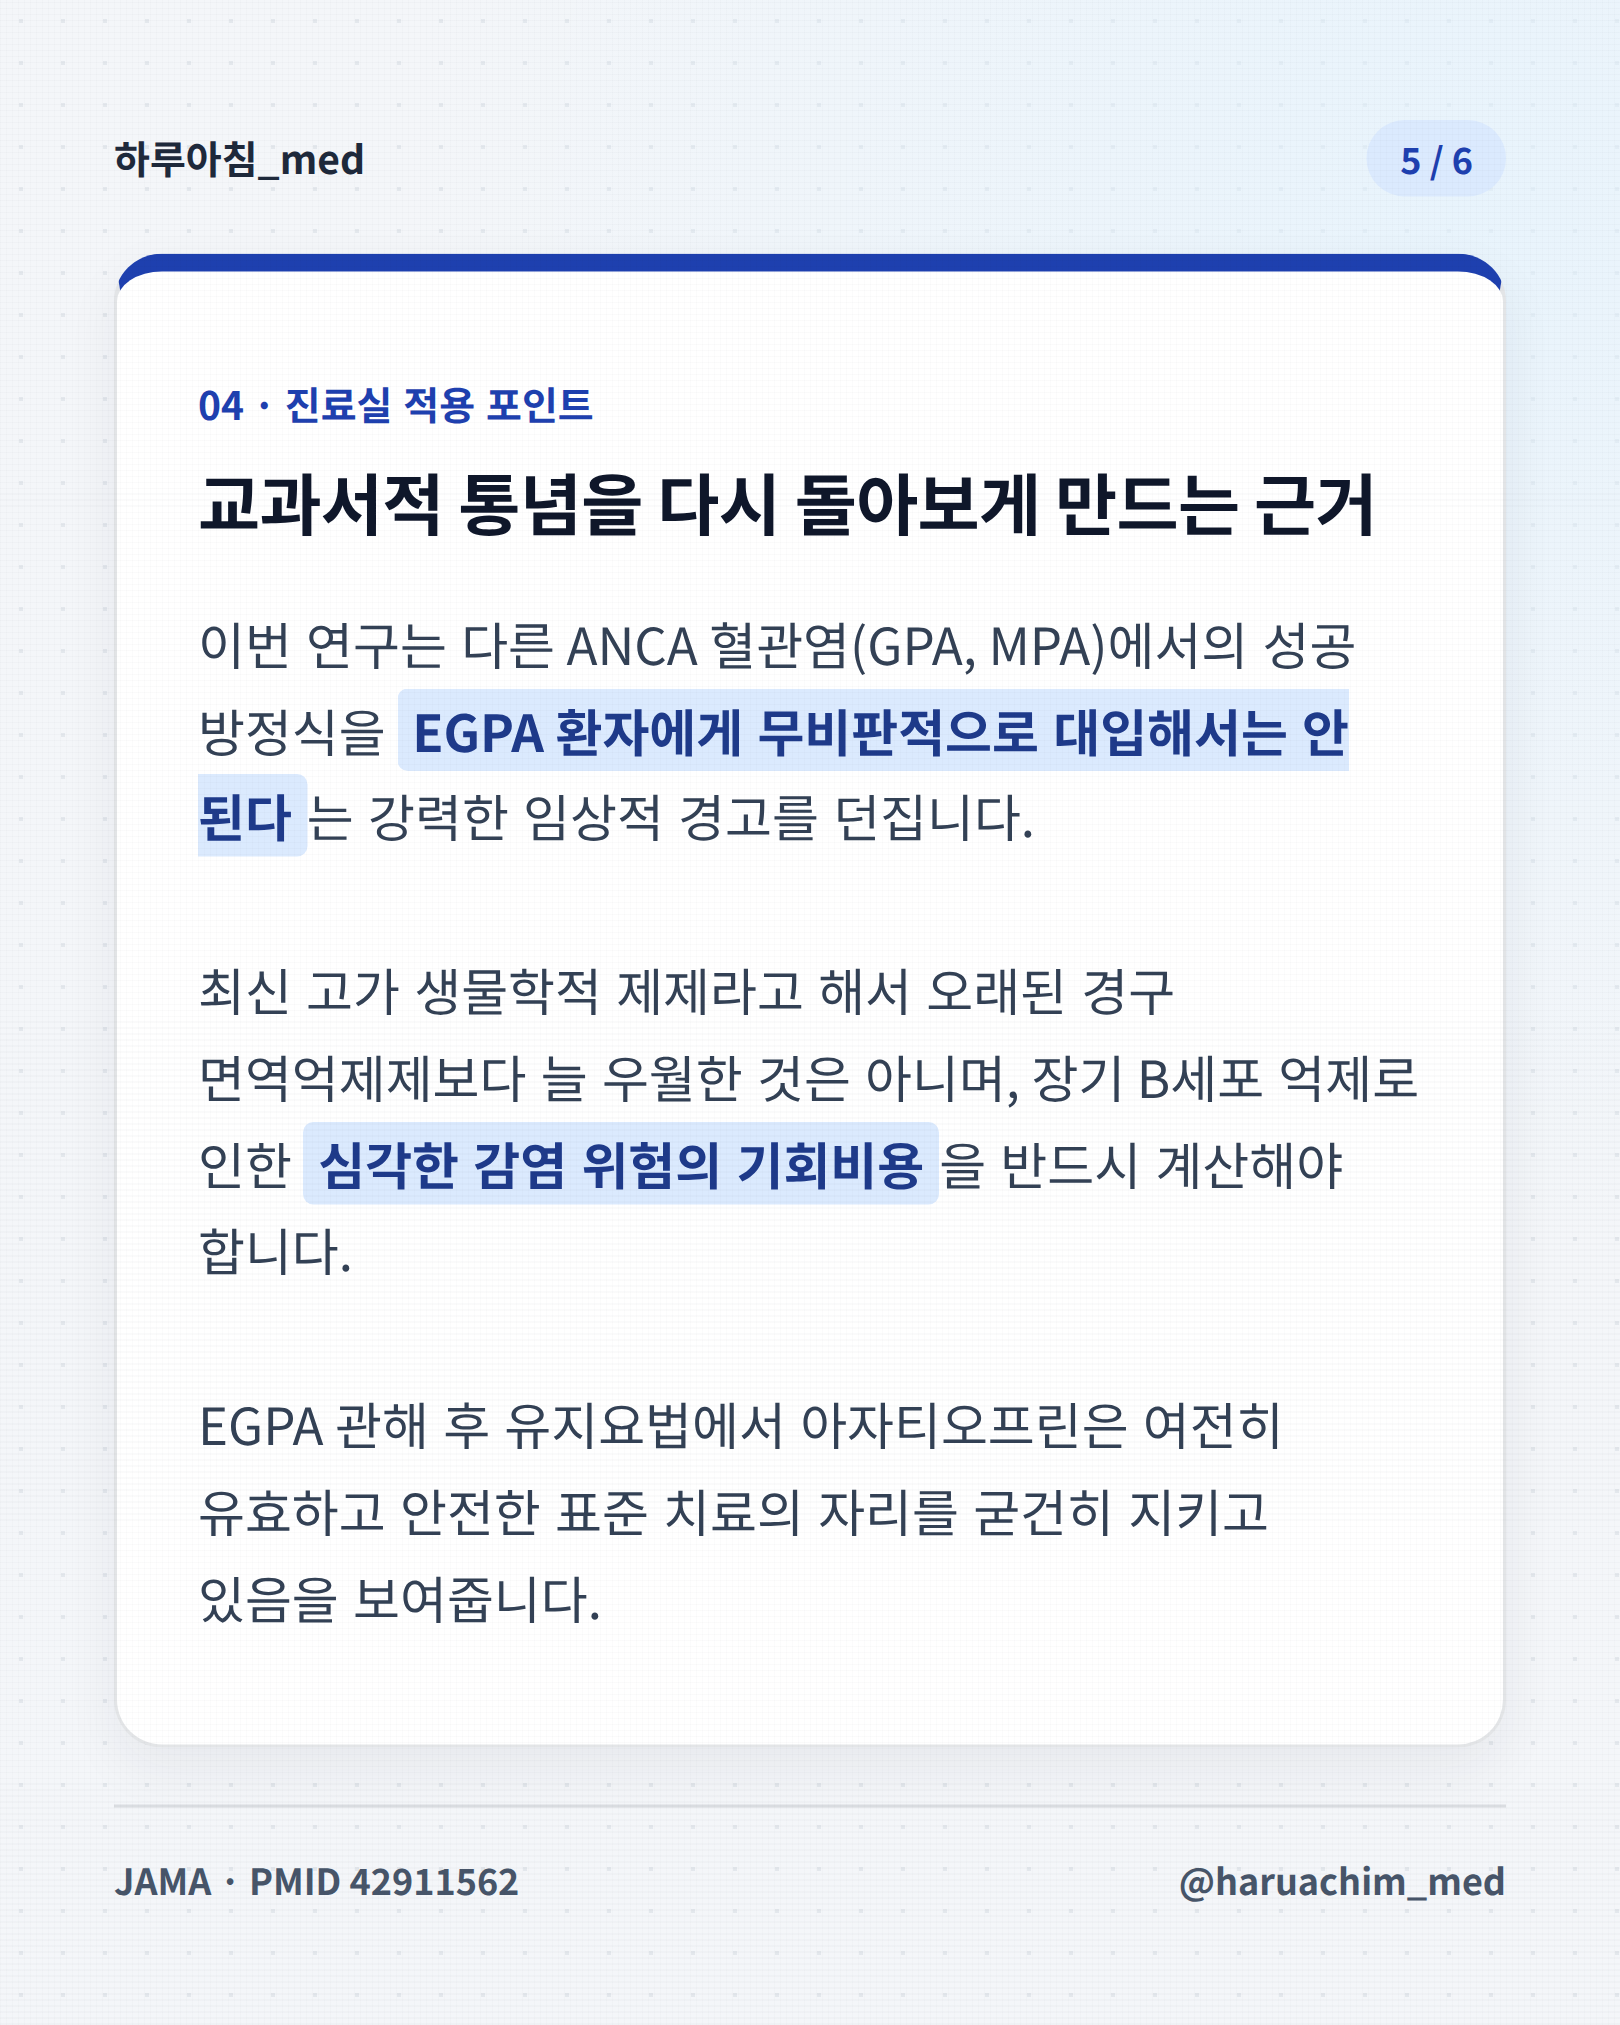 하루아침_med
5 / 6
04 · 진료실 적용 포인트
교과서적 통념을 다시 돌아보게 만드는 근거
이번 연구는 다른 ANCA 혈관염(GPA, MPA)에서의 성공
방정식을 EGPA 환자에게 무비판적으로 대입해서는 안
된다 는 강력한 임상적 경고를 던집니다.
최신 고가 생물학적 제제라고 해서 오래된 경구
면역억제제보다 늘 우월한 것은 아니며, 장기 B세포 억제로
인한 심각한 감염 위험의 기회비용 을 반드시 계산해야
합니다.
EGPA 관해 후 유지요법에서 아자티오프린은 여전히
유효하고 안전한 표준 치료의 자리를 굳건히 지키고
있음을 보여줍니다.
JAMA · PMID 42911562
@haruachim_med